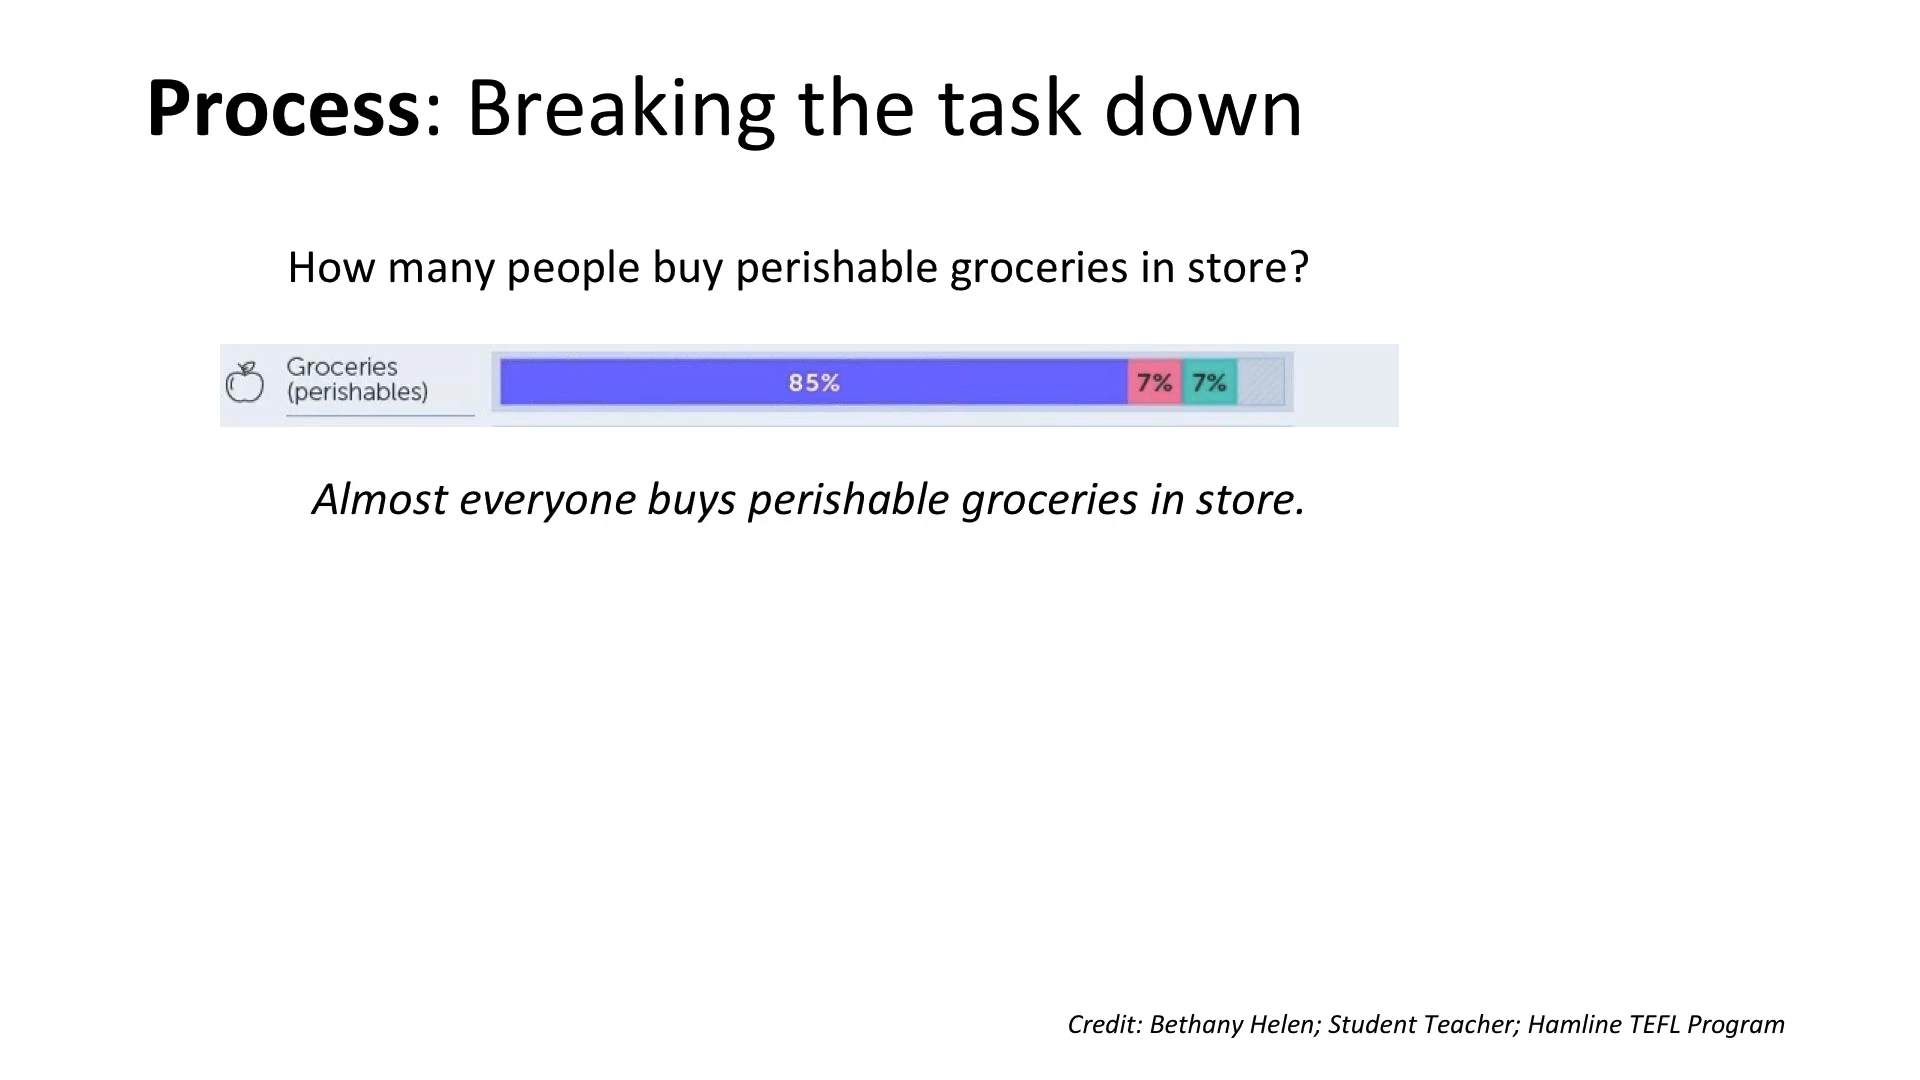 Process: Breaking the task down
How many people buy perishable groceries in store?
Groceries
(perishables)
85% 7% 7%
Almost everyone buys perishable groceries in store.
Credit: Bethany Helen; Student Teacher; Hamline TEFL Program